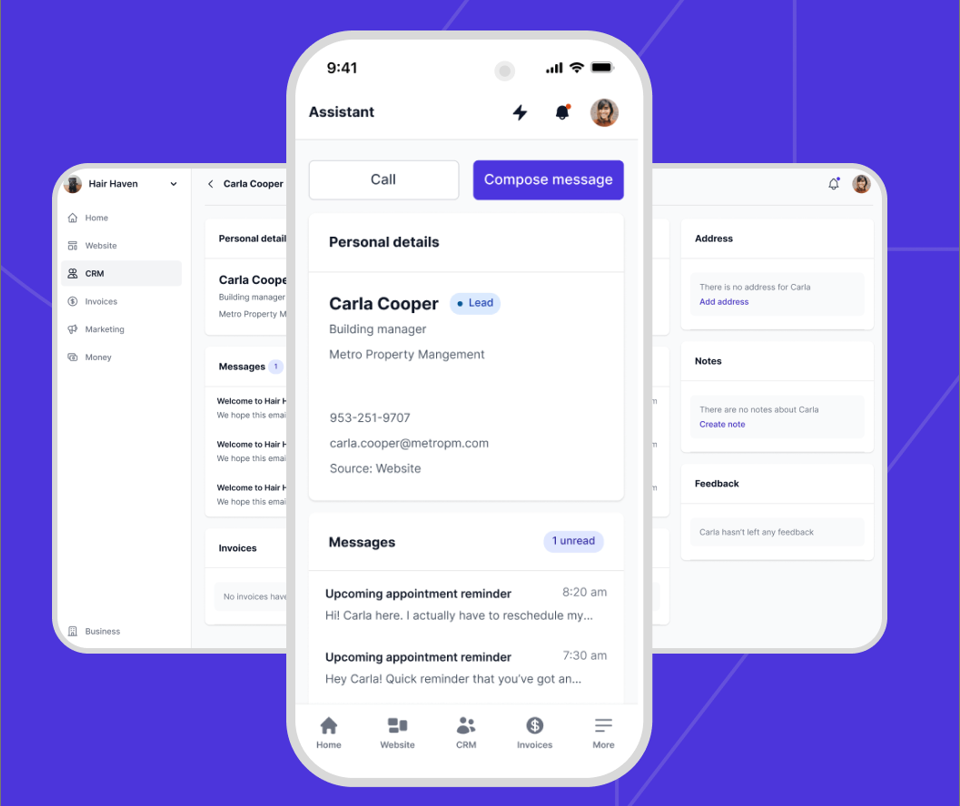 9:41
Assistant
Call
Compose message
Personal details
Carla Cooper
Lead
Building manager
Metro Property Mangement
953-251-9707
carla.cooper@metropm.com
Source: Website
Messages
1 unread
Upcoming appointment reminder
8:20 am
Hi! Carla here. I actually have to reschedule my...
Upcoming appointment reminder
7:30 am
Hey Carla! Quick reminder that you've got an...
Home
Website
CRM
Invoices
More
Hair Haven
Home
Website
CRM
Invoices
Marketing
Money
Business
Carla Cooper
Personal detail
Carla Coope
Building manager
Metro Property M
Messages
1
Welcome to Hair H
We hope this emai
Welcome to Hair H
We hope this emai
Welcome to Hair H
We hope this emai
Invoices
No invoices have
m
m
m
Address
There is no address for Carla
Add address
Notes
There are no notes about Carla
Create note
Feedback
Carla hasn't left any feedback